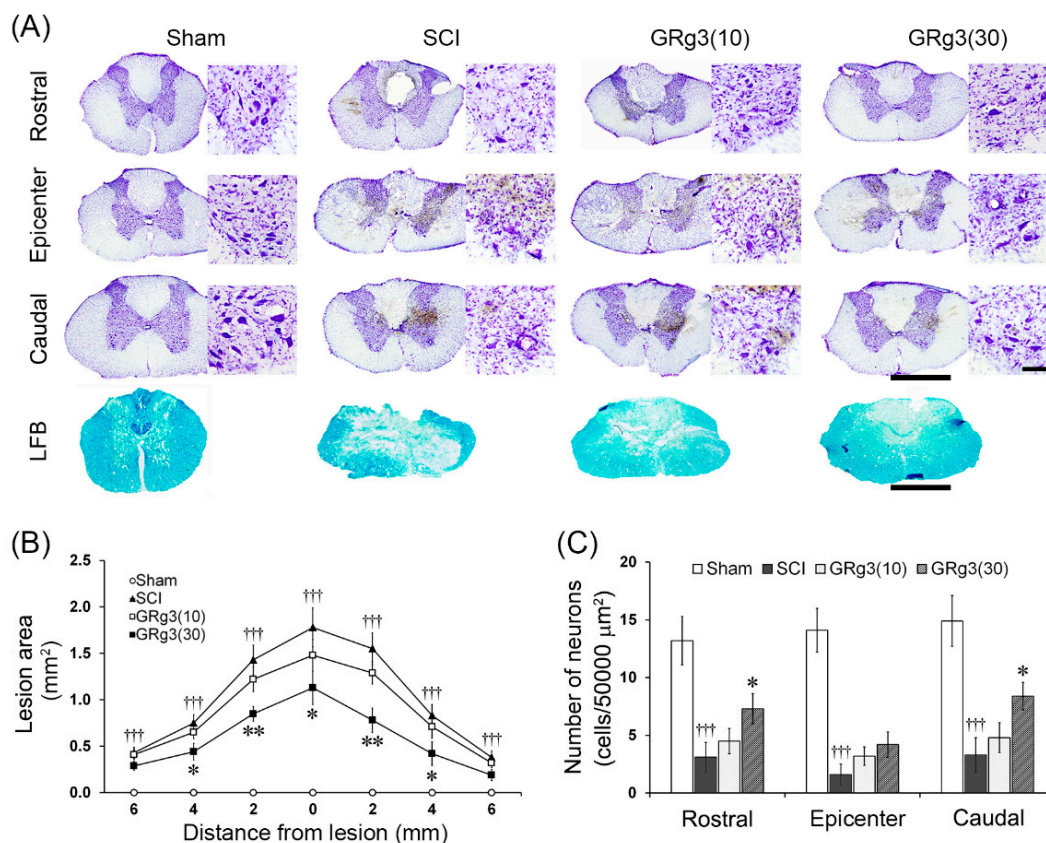 (A)
Sham SCI GRg3(10) GRg3(30)
Rostral
Epicenter
Caudal
LFB
(B)
Lesion area
(mm²)
2.5
2.0
1.5
1.0
0.5
0.0
Sham
SCI
GRg3(10)
GRg3(30)
††† ††† ††† ††† ††† ††† †††
* ** * ** *
6 4 2 0 2 4 6
Distance from lesion (mm)
(C)
Number of neurons
(cells/50000 μm²)
20
15
10
5
0
Sham SCI GRg3(10) GRg3(30)
††† * ††† ††† *
Rostral Epicenter Caudal